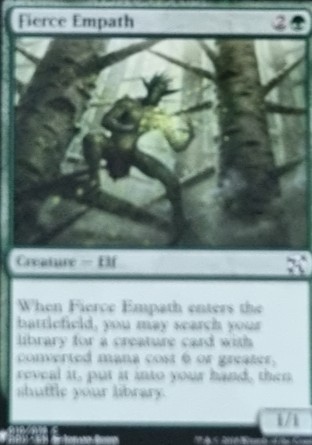 Fierce Empath 2
Creature — Elf
When Fierce Empath enters the
battlefield, you may search your
library for a creature card with
converted mana cost 6 or greater,
reveal it, put it into your hand, then
shuffle your library.
1/1